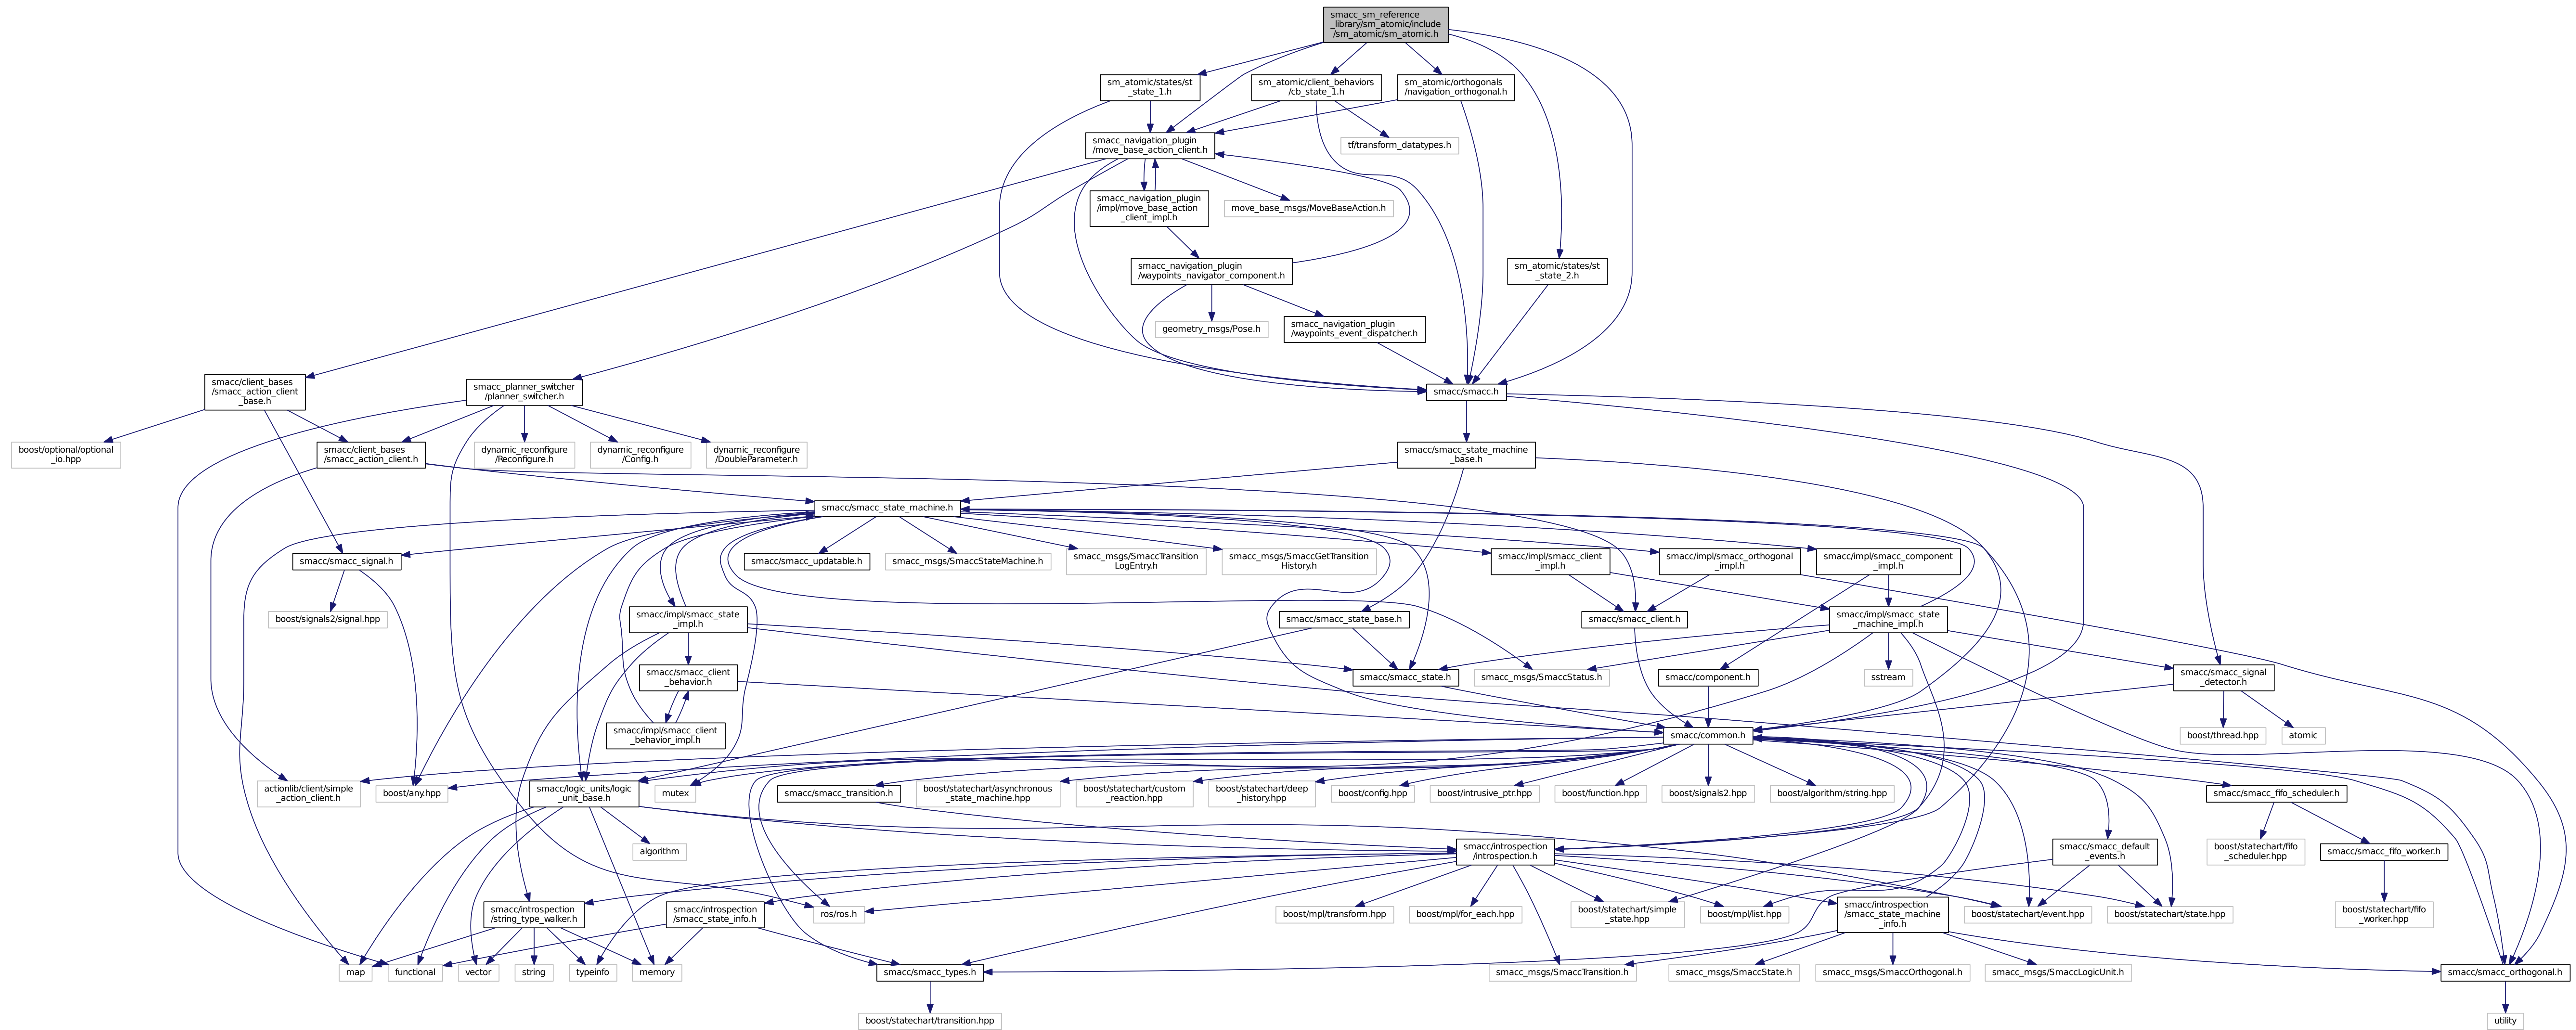 smacc_sm_reference
_library/sm_atomic/include
/sm_atomic/sm_atomic.h
sm_atomic/states/st
_state_1.h
sm_atomic/client_behaviors
/cb_state_1.h
sm_atomic/orthogonals
/navigation_orthogonal.h
smacc_navigation_plugin
/move_base_action_client.h
tf/transform_datatypes.h
smacc_navigation_plugin
/impl/move_base_action
_client_impl.h
move_base_msgs/MoveBaseAction.h
smacc_navigation_plugin
/waypoints_navigator_component.h
sm_atomic/states/st
_state_2.h
geometry_msgs/Pose.h
smacc_navigation_plugin
/waypoints_event_dispatcher.h
smacc/client_bases
/smacc_action_client
_base.h
smacc_planner_switcher
/planner_switcher.h
smacc/smacc.h
boost/optional/optional
_io.hpp
smacc/client_bases
/smacc_action_client.h
dynamic_reconfigure
/Reconfigure.h
dynamic_reconfigure
/Config.h
dynamic_reconfigure
/DoubleParameter.h
smacc/smacc_state_machine
_base.h
smacc/smacc_state_machine.h
smacc/smacc_signal.h
smacc/smacc_updatable.h
smacc_msgs/SmaccStateMachine.h
smacc_msgs/SmaccTransition
LogEntry.h
smacc_msgs/SmaccGetTransition
History.h
smacc/impl/smacc_client
_impl.h
smacc/impl/smacc_orthogonal
_impl.h
smacc/impl/smacc_component
_impl.h
boost/signals2/signal.hpp
smacc/impl/smacc_state
_impl.h
smacc/smacc_state_base.h
smacc/smacc_client.h
smacc/impl/smacc_state
_machine_impl.h
smacc/smacc_client
_behavior.h
smacc/smacc_state.h
smacc_msgs/SmaccStatus.h
smacc/component.h
sstream
smacc/smacc_signal
_detector.h
smacc/impl/smacc_client
_behavior_impl.h
smacc/common.h
boost/thread.hpp
atomic
actionlib/client/simple
_action_client.h
boost/any.hpp
smacc/logic_units/logic
_unit_base.h
mutex
smacc/smacc_transition.h
boost/statechart/asynchronous
_state_machine.hpp
boost/statechart/custom
_reaction.hpp
boost/statechart/deep
_history.hpp
boost/config.hpp
boost/intrusive_ptr.hpp
boost/function.hpp
boost/signals2.hpp
boost/algorithm/string.hpp
smacc/smacc_fifo_scheduler.h
algorithm
smacc/introspection
/introspection.h
smacc/smacc_default
_events.h
boost/statechart/fifo
_scheduler.hpp
smacc/smacc_fifo_worker.h
smacc/introspection
/string_type_walker.h
smacc/introspection
/smacc_state_info.h
ros/ros.h
boost/mpl/transform.hpp
boost/mpl/for_each.hpp
boost/statechart/simple
_state.hpp
boost/mpl/list.hpp
smacc/introspection
/smacc_state_machine
_info.h
boost/statechart/event.hpp
boost/statechart/state.hpp
boost/statechart/fifo
_worker.hpp
map
functional
vector
string
typeinfo
memory
smacc/smacc_types.h
smacc_msgs/SmaccTransition.h
smacc_msgs/SmaccState.h
smacc_msgs/SmaccOrthogonal.h
smacc_msgs/SmaccLogicUnit.h
smacc/smacc_orthogonal.h
boost/statechart/transition.hpp
utility